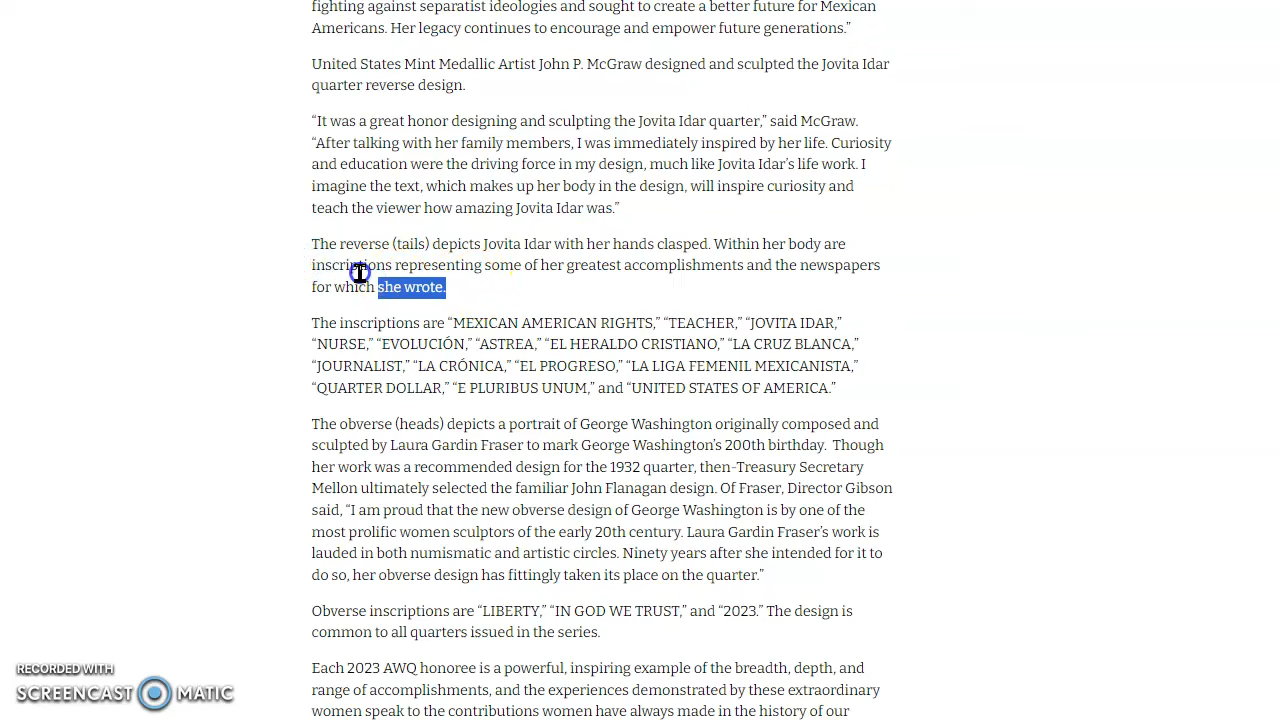 fighting against separatist ideologies and sought to create a better future for Mexican
Americans. Her legacy continues to encourage and empower future generations.”
United States Mint Medallic Artist John P. McGraw designed and sculpted the Jovita Idar
quarter reverse design.
“It was a great honor designing and sculpting the Jovita Idar quarter,” said McGraw.
“After talking with her family members, I was immediately inspired by her life. Curiosity
and education were the driving force in my design, much like Jovita Idar’s life work. I
imagine the text, which makes up her body in the design, will inspire curiosity and
teach the viewer how amazing Jovita Idar was.”
The reverse (tails) depicts Jovita Idar with her hands clasped. Within her body are
inscriptions representing some of her greatest accomplishments and the newspapers
for which she wrote.
The inscriptions are “MEXICAN AMERICAN RIGHTS,” “TEACHER,” “JOVITA IDAR,”
“NURSE,” “EVOLUCIÓN,” “ASTREA,” “EL HERALDO CRISTIANO,” “LA CRUZ BLANCA,”
“JOURNALIST,” “LA CRÓNICA,” “EL PROGRESO,” “LA LIGA FEMENIL MEXICANISTA,”
“QUARTER DOLLAR,” “E PLURIBUS UNUM,” and “UNITED STATES OF AMERICA.”
The obverse (heads) depicts a portrait of George Washington originally composed and
sculpted by Laura Gardin Fraser to mark George Washington’s 200th birthday.  Though
her work was a recommended design for the 1932 quarter, then-Treasury Secretary
Mellon ultimately selected the familiar John Flanagan design. Of Fraser, Director Gibson
said, “I am proud that the new obverse design of George Washington is by one of the
most prolific women sculptors of the early 20th century. Laura Gardin Fraser’s work is
lauded in both numismatic and artistic circles. Ninety years after she intended for it to
do so, her obverse design has fittingly taken its place on the quarter.”
Obverse inscriptions are “LIBERTY,” “IN GOD WE TRUST,” and “2023.” The design is
common to all quarters issued in the series.
Each 2023 AWQ honoree is a powerful, inspiring example of the breadth, depth, and
range of accomplishments, and the experiences demonstrated by these extraordinary
women speak to the contributions women have always made in the history of our
RECORDED WITH
SCREENCAST MATIC